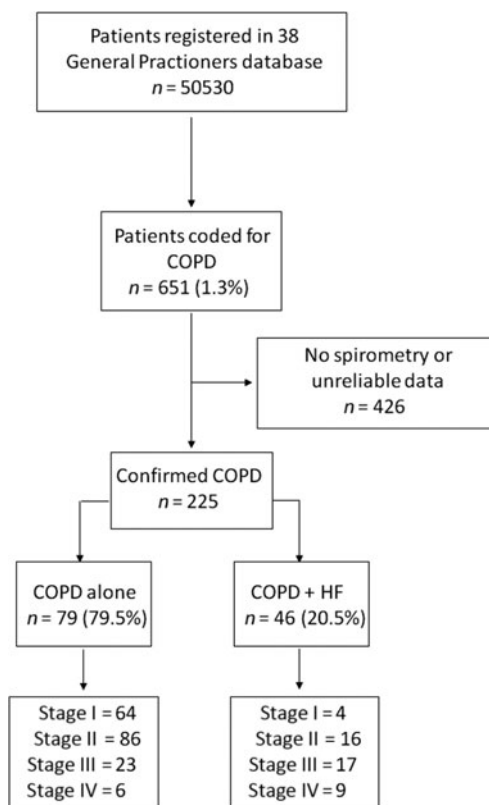 Patients registered in 38
General Practioners database
n = 50530
Patients coded for
COPD
n = 651 (1.3%)
No spirometry or
unreliable data
n = 426
Confirmed COPD
n = 225
COPD alone
n = 79 (79.5%)
COPD + HF
n = 46 (20.5%)
Stage I = 64
Stage II = 86
Stage III = 23
Stage IV = 6
Stage I = 4
Stage II = 16
Stage III = 17
Stage IV = 9